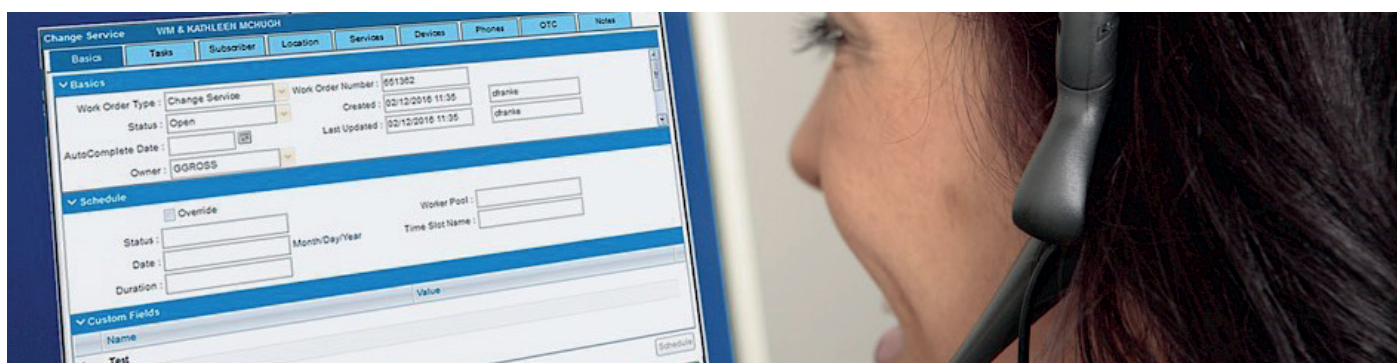 Change Service WM & KATHLEEN MCHUGH
Basics Tasks Subscriber Location Services Devices Phones OTC Notes
Basics
Work Order Type : Change Service Work Order Number : 651362
Status : Open Created : 02/12/2016 11:35 dhanke
AutoComplete Date : Last Updated : 02/12/2016 11:35 dhanke
Owner : GGROSS
Schedule
Override
Status : Worker Pool :
Date : Month/Day/Year Time Slot Name :
Duration :
Custom Fields
Name Value
Test
Schedule